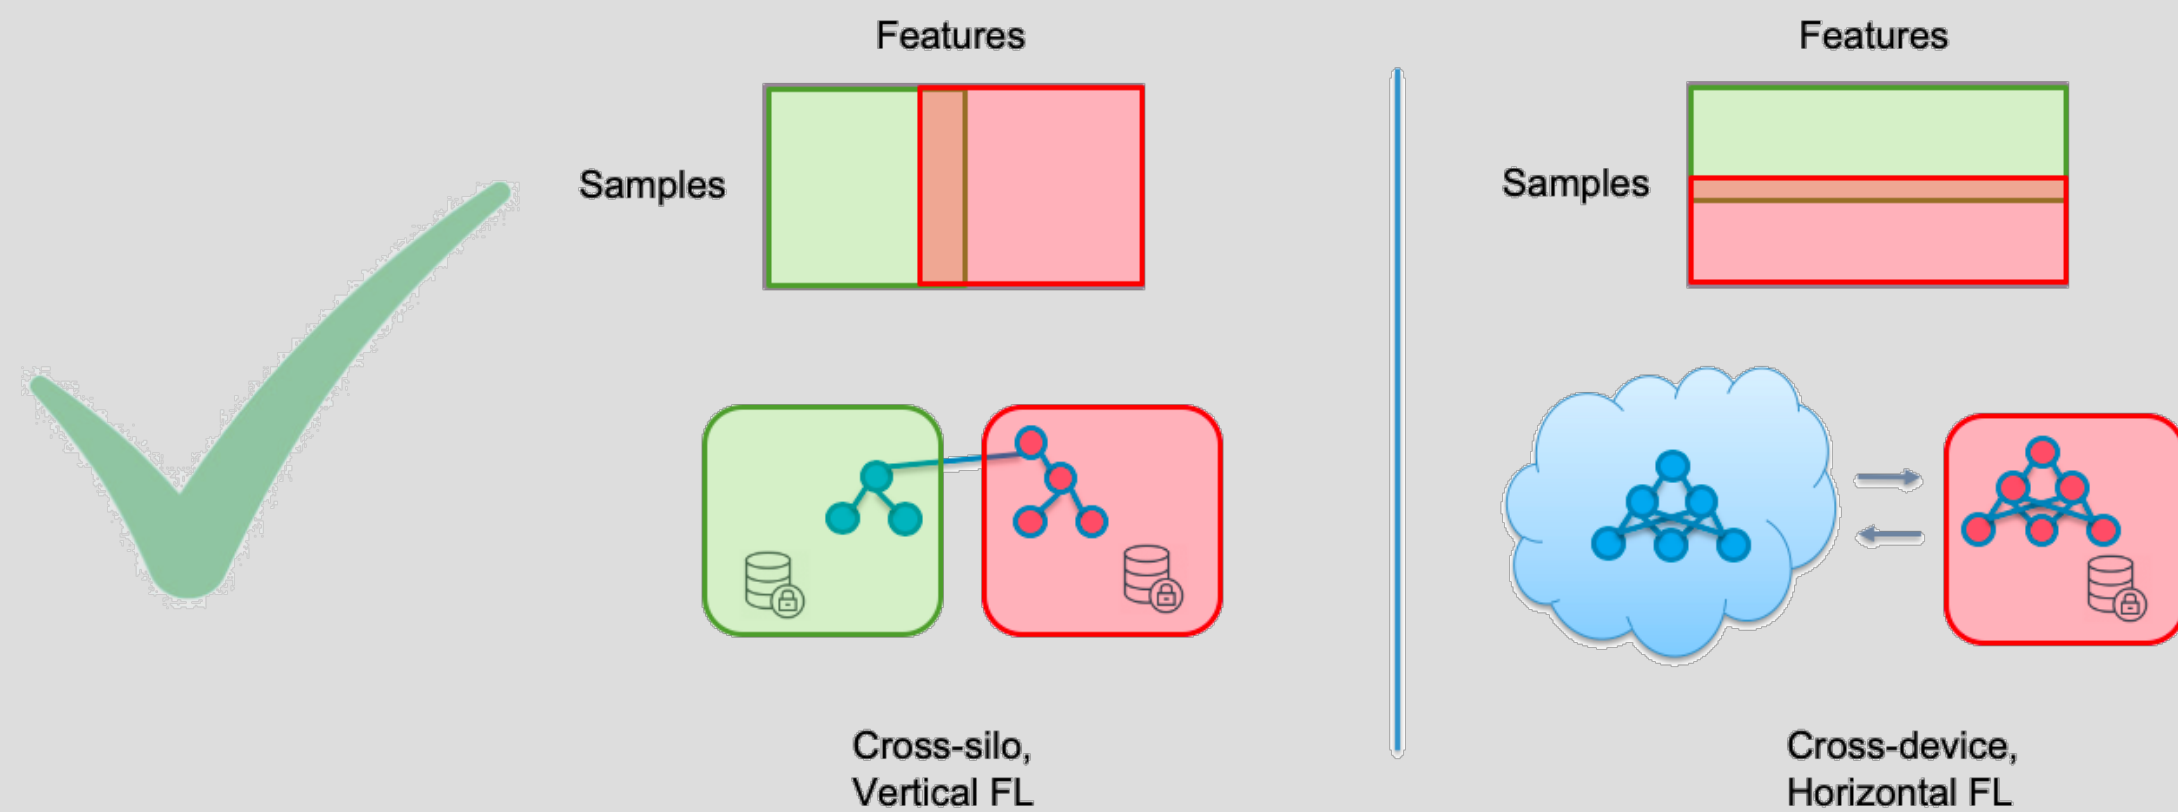 Features
Samples
Cross-silo,
Vertical FL
Features
Samples
Cross-device,
Horizontal FL